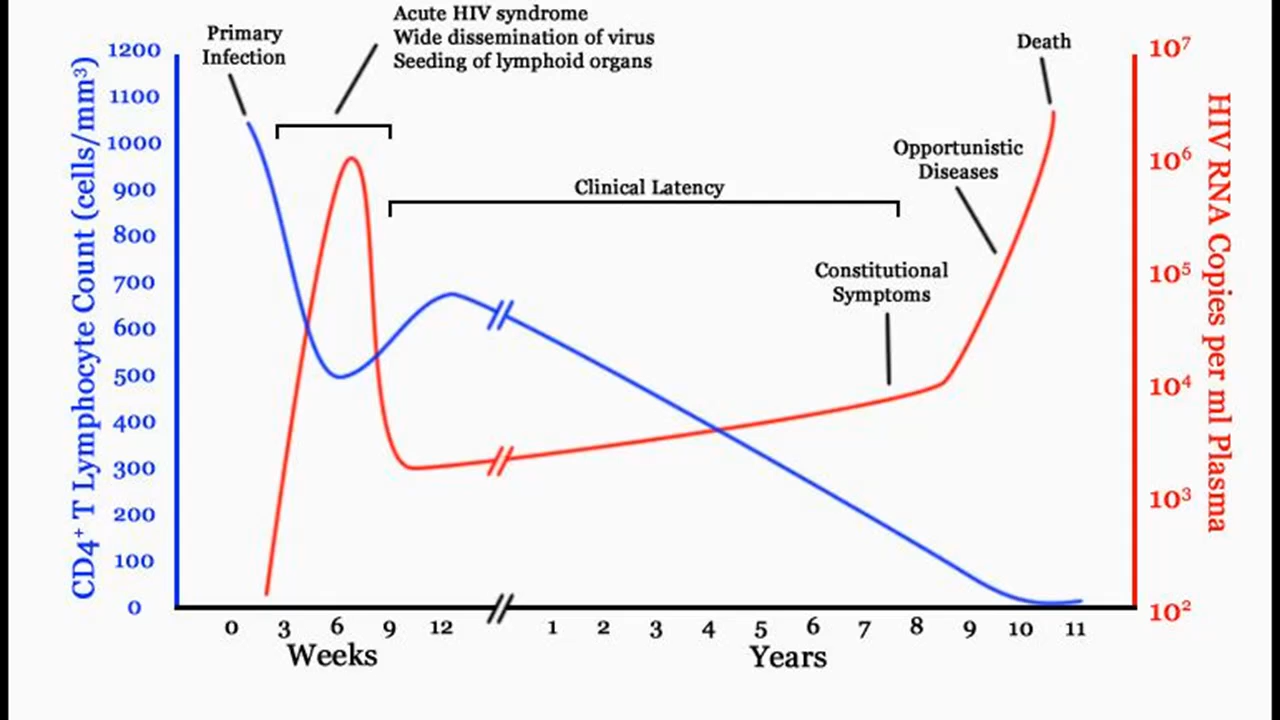 Acute HIV syndrome
Wide dissemination of virus
Seeding of lymphoid organs
Primary
Infection
Death
Opportunistic
Diseases
Clinical Latency
Constitutional
Symptoms
CD4⁺ T Lymphocyte Count (cells/mm³)
1200
1100
1000
900
800
700
600
500
400
300
200
100
0
10⁷
10⁶
10⁵
10⁴
10³
10²
HIV RNA Copies per ml Plasma
0 3 6 9 12 1 2 3 4 5 6 7 8 9 10 11
Weeks Years